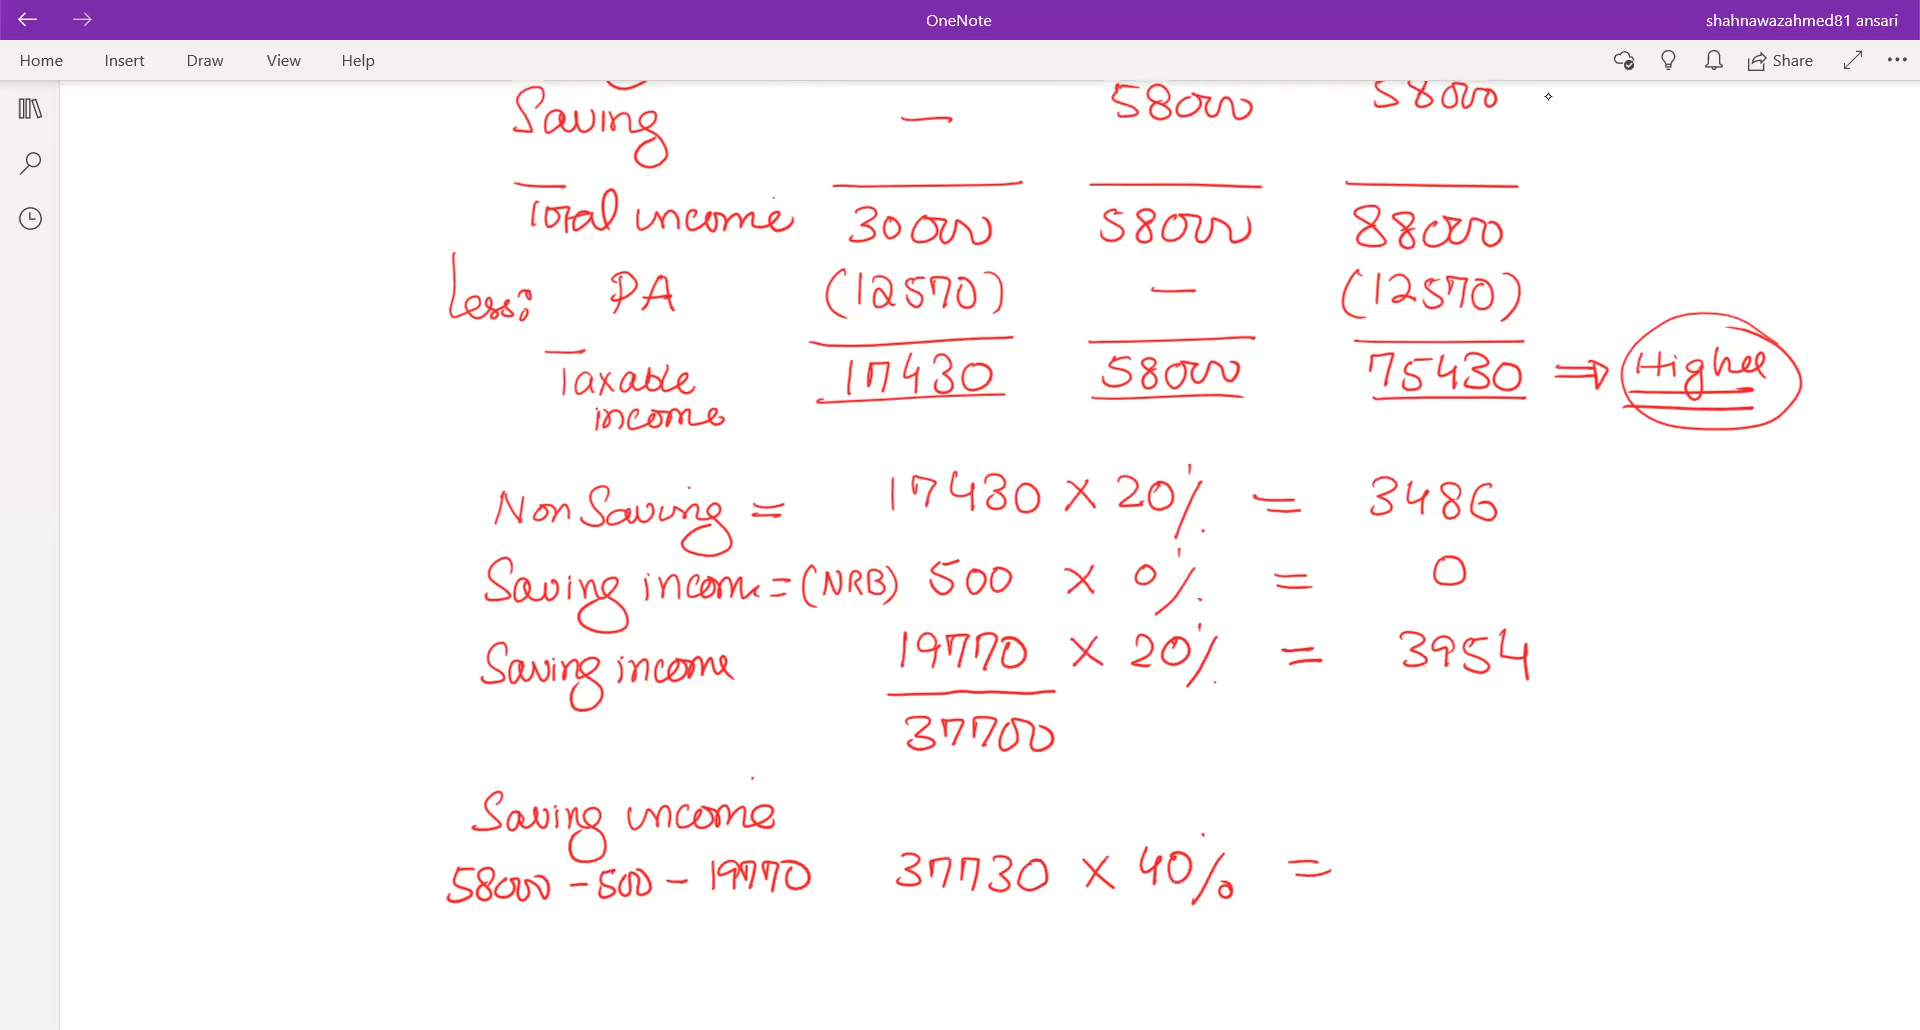 OneNote
shahnawazahmed81 ansari
Home Insert Draw View Help
Share
Saving — 58000 58000
Total income 30000 58000 88000
Less: PA (12570) — (12570)
Taxable income 17430 58000 75430 ⇒ Higher
Non Saving = 17430 × 20% = 3486
Saving income = (NRB) 500 × 0% = 0
Saving income 19770 × 20% = 3954
37700
Saving income
58000 - 500 - 19770 37730 × 40% =